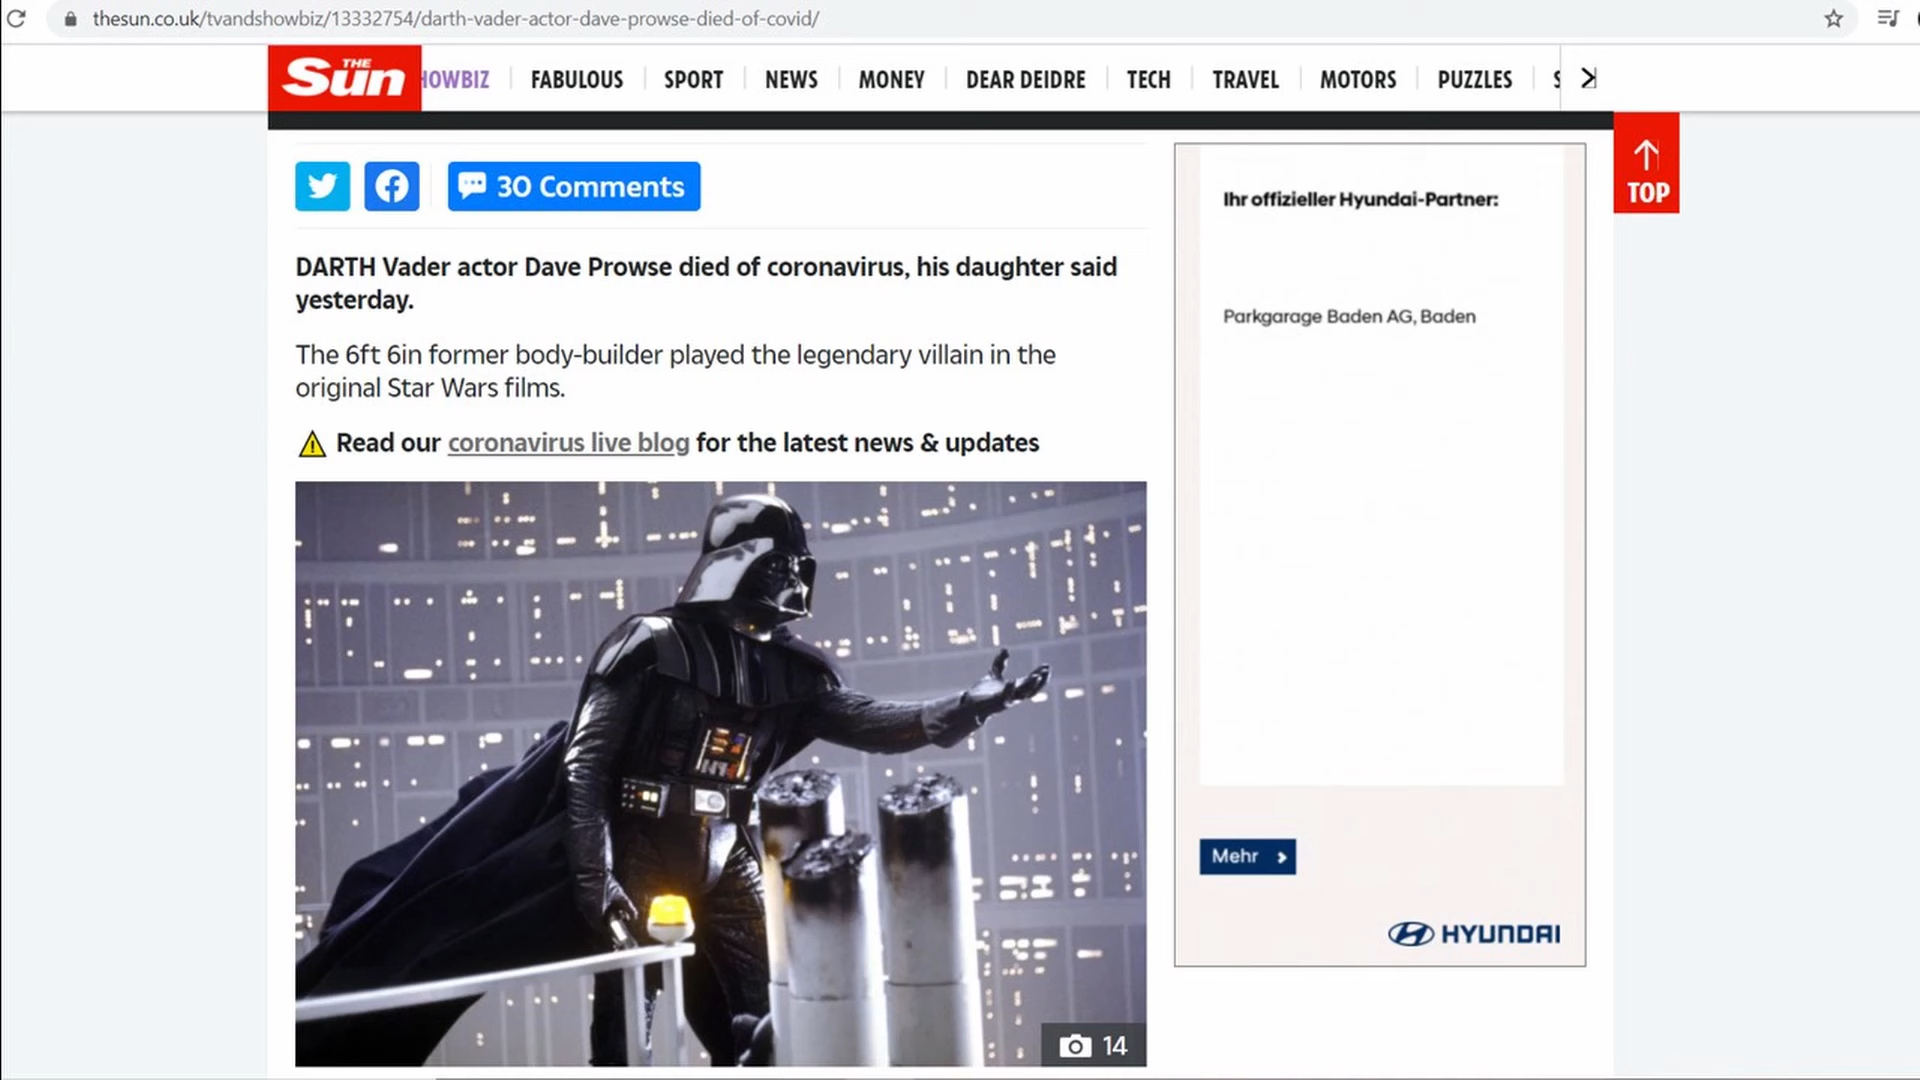 thesun.co.uk/tvandshowbiz/13332754/darth-vader-actor-dave-prowse-died-of-covid/
THE Sun
HOWBIZ FABULOUS SPORT NEWS MONEY DEAR DEIDRE TECH TRAVEL MOTORS PUZZLES S
TOP
30 Comments
DARTH Vader actor Dave Prowse died of coronavirus, his daughter said
yesterday.
The 6ft 6in former body-builder played the legendary villain in the
original Star Wars films.
Read our coronavirus live blog for the latest news & updates
14
Ihr offizieller Hyundai-Partner:
Parkgarage Baden AG, Baden
Mehr
HYUNDAI